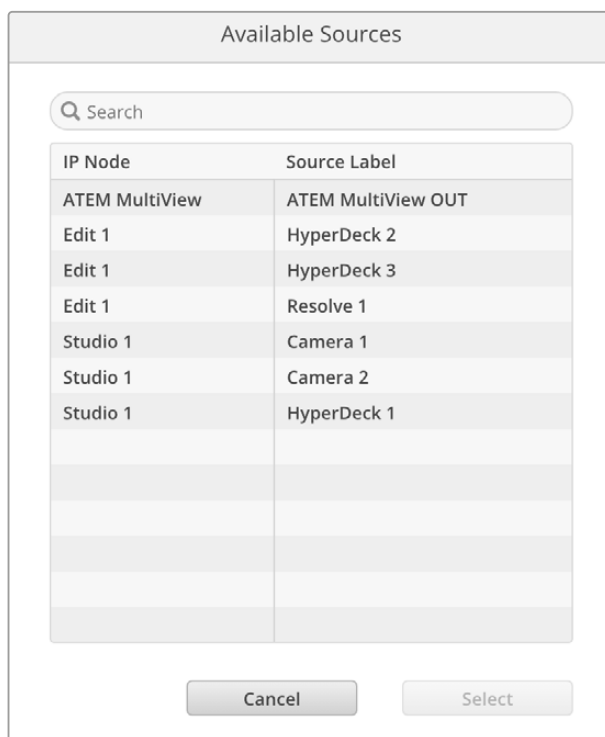 Available Sources
Search
IP Node Source Label
ATEM MultiView ATEM MultiView OUT
Edit 1 HyperDeck 2
Edit 1 HyperDeck 3
Edit 1 Resolve 1
Studio 1 Camera 1
Studio 1 Camera 2
Studio 1 HyperDeck 1
Cancel Select